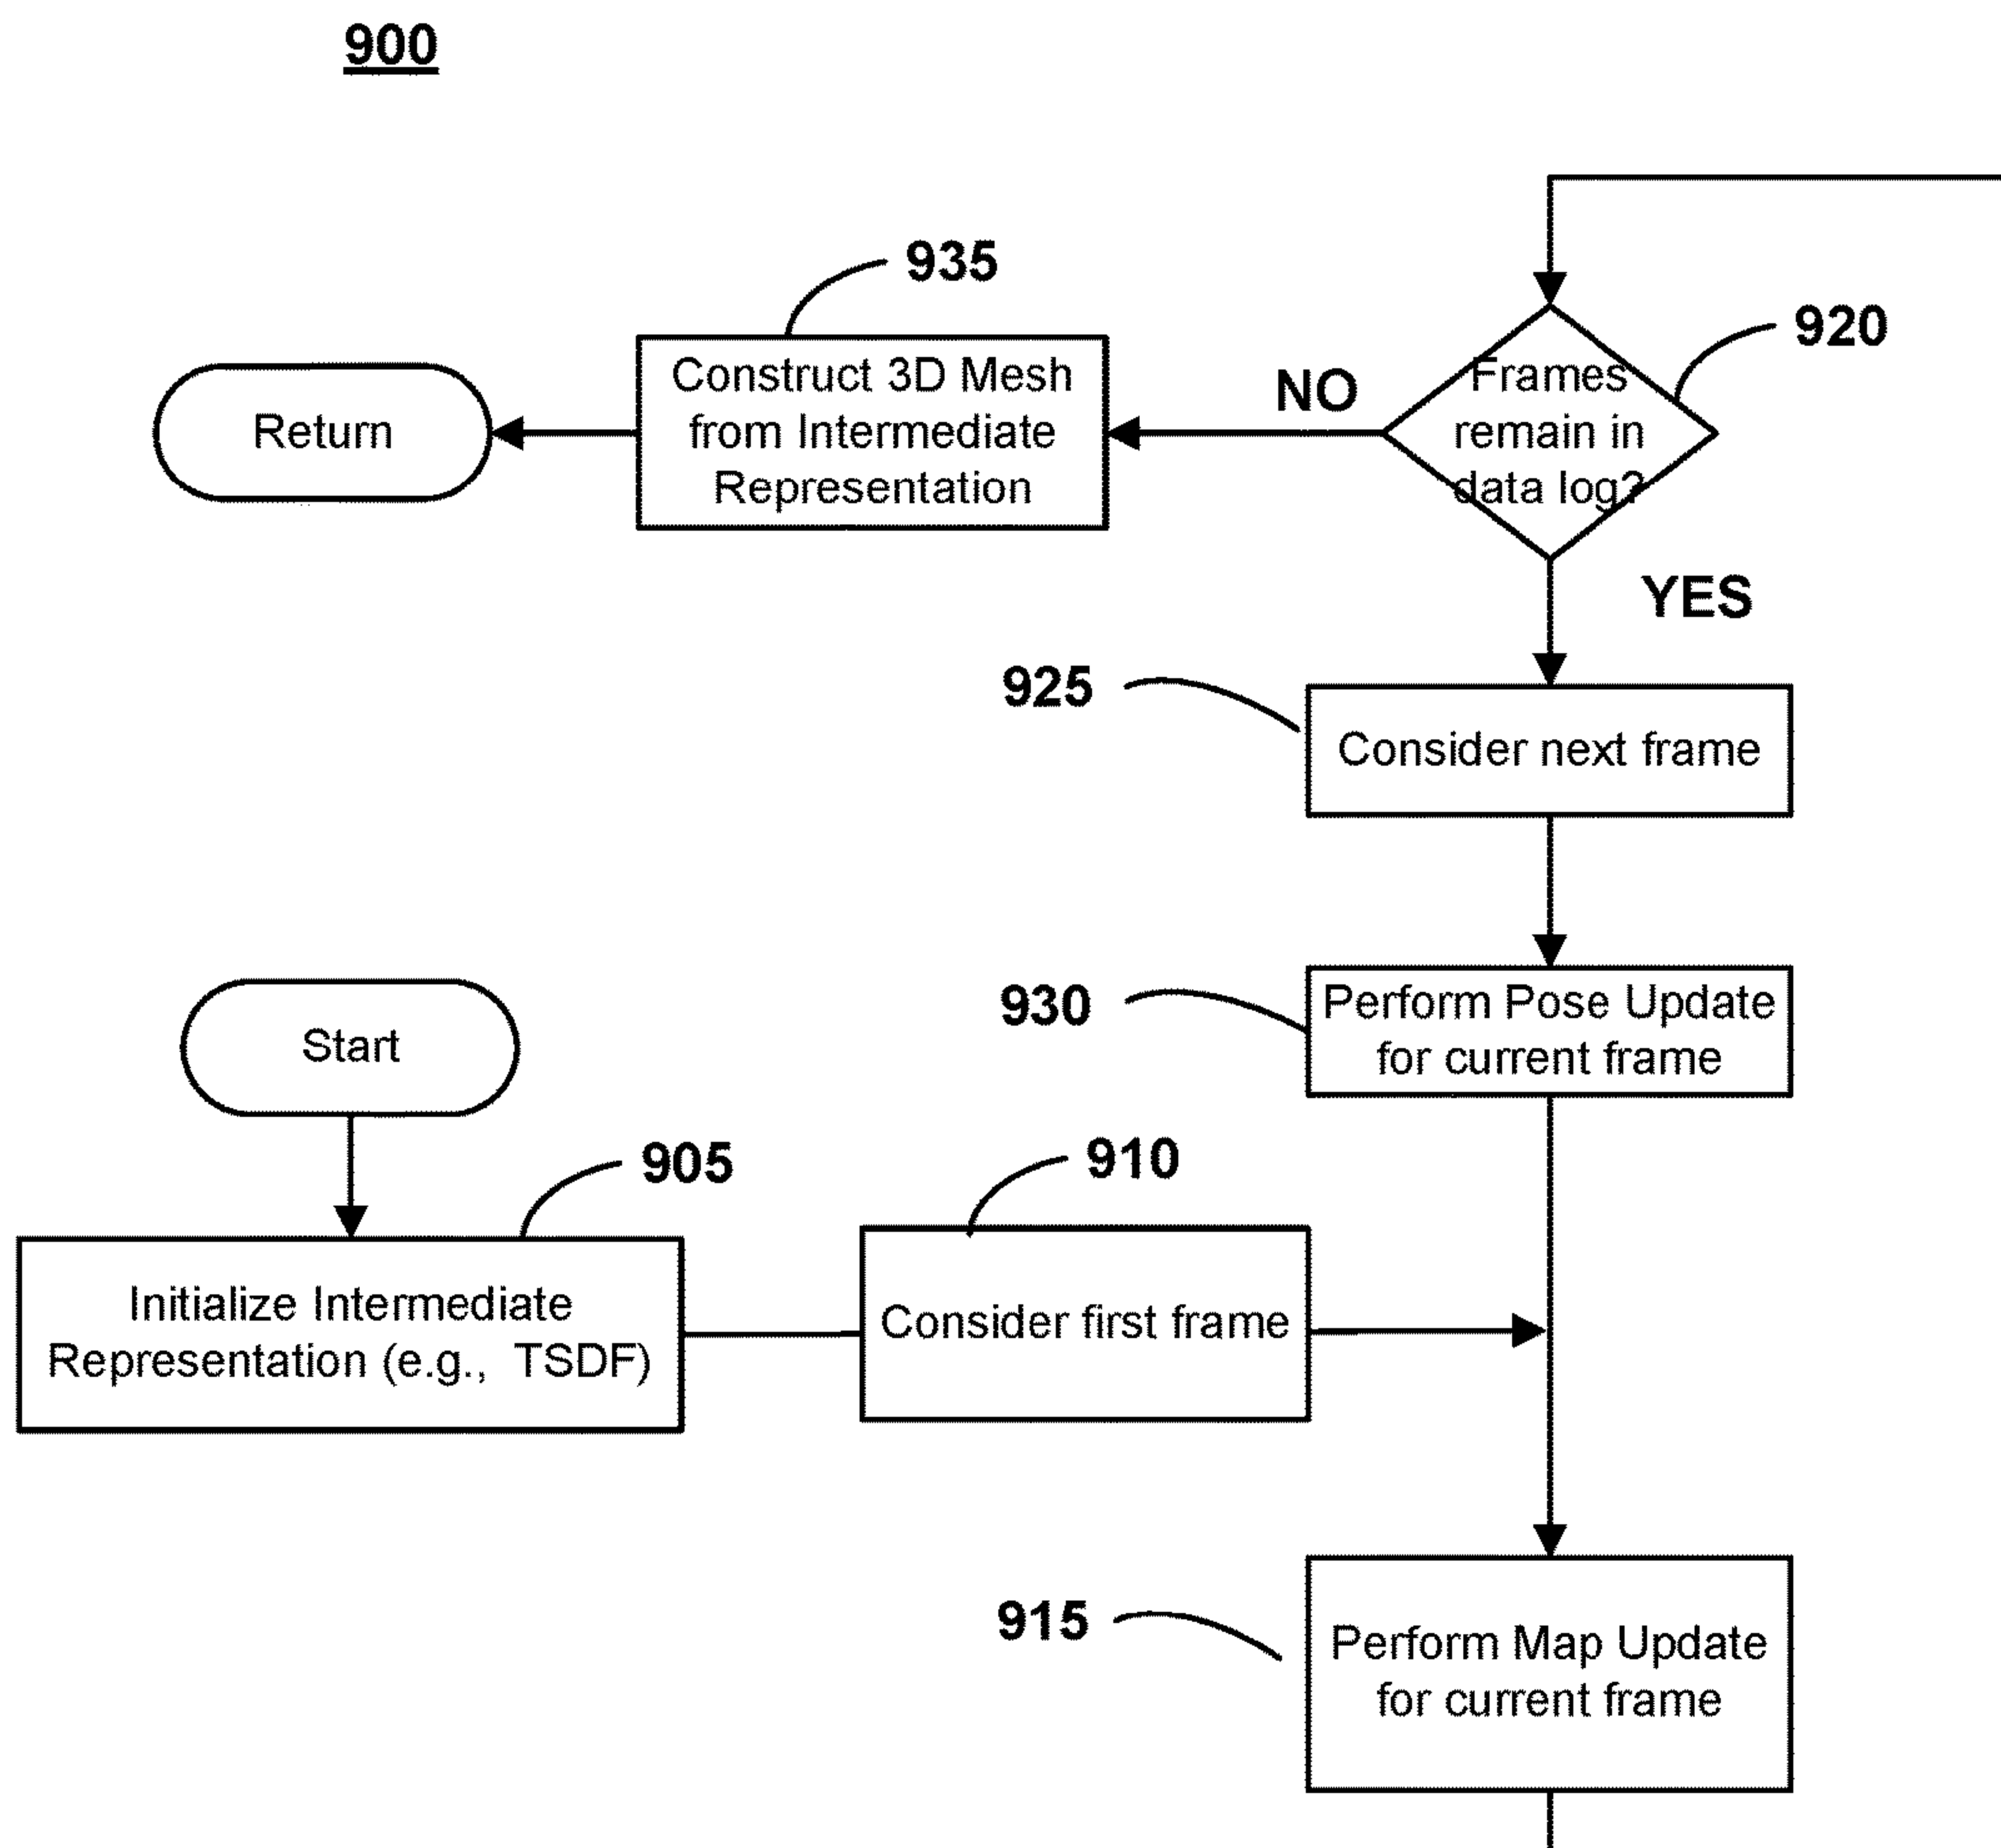 900
935
920
Construct 3D Mesh
from Intermediate
Representation
Return
NO
Frames
remain in
data log?
YES
925
Consider next frame
930
Perform Pose Update
for current frame
Start
905
910
Initialize Intermediate
Representation (e.g., TSDF)
Consider first frame
915
Perform Map Update
for current frame